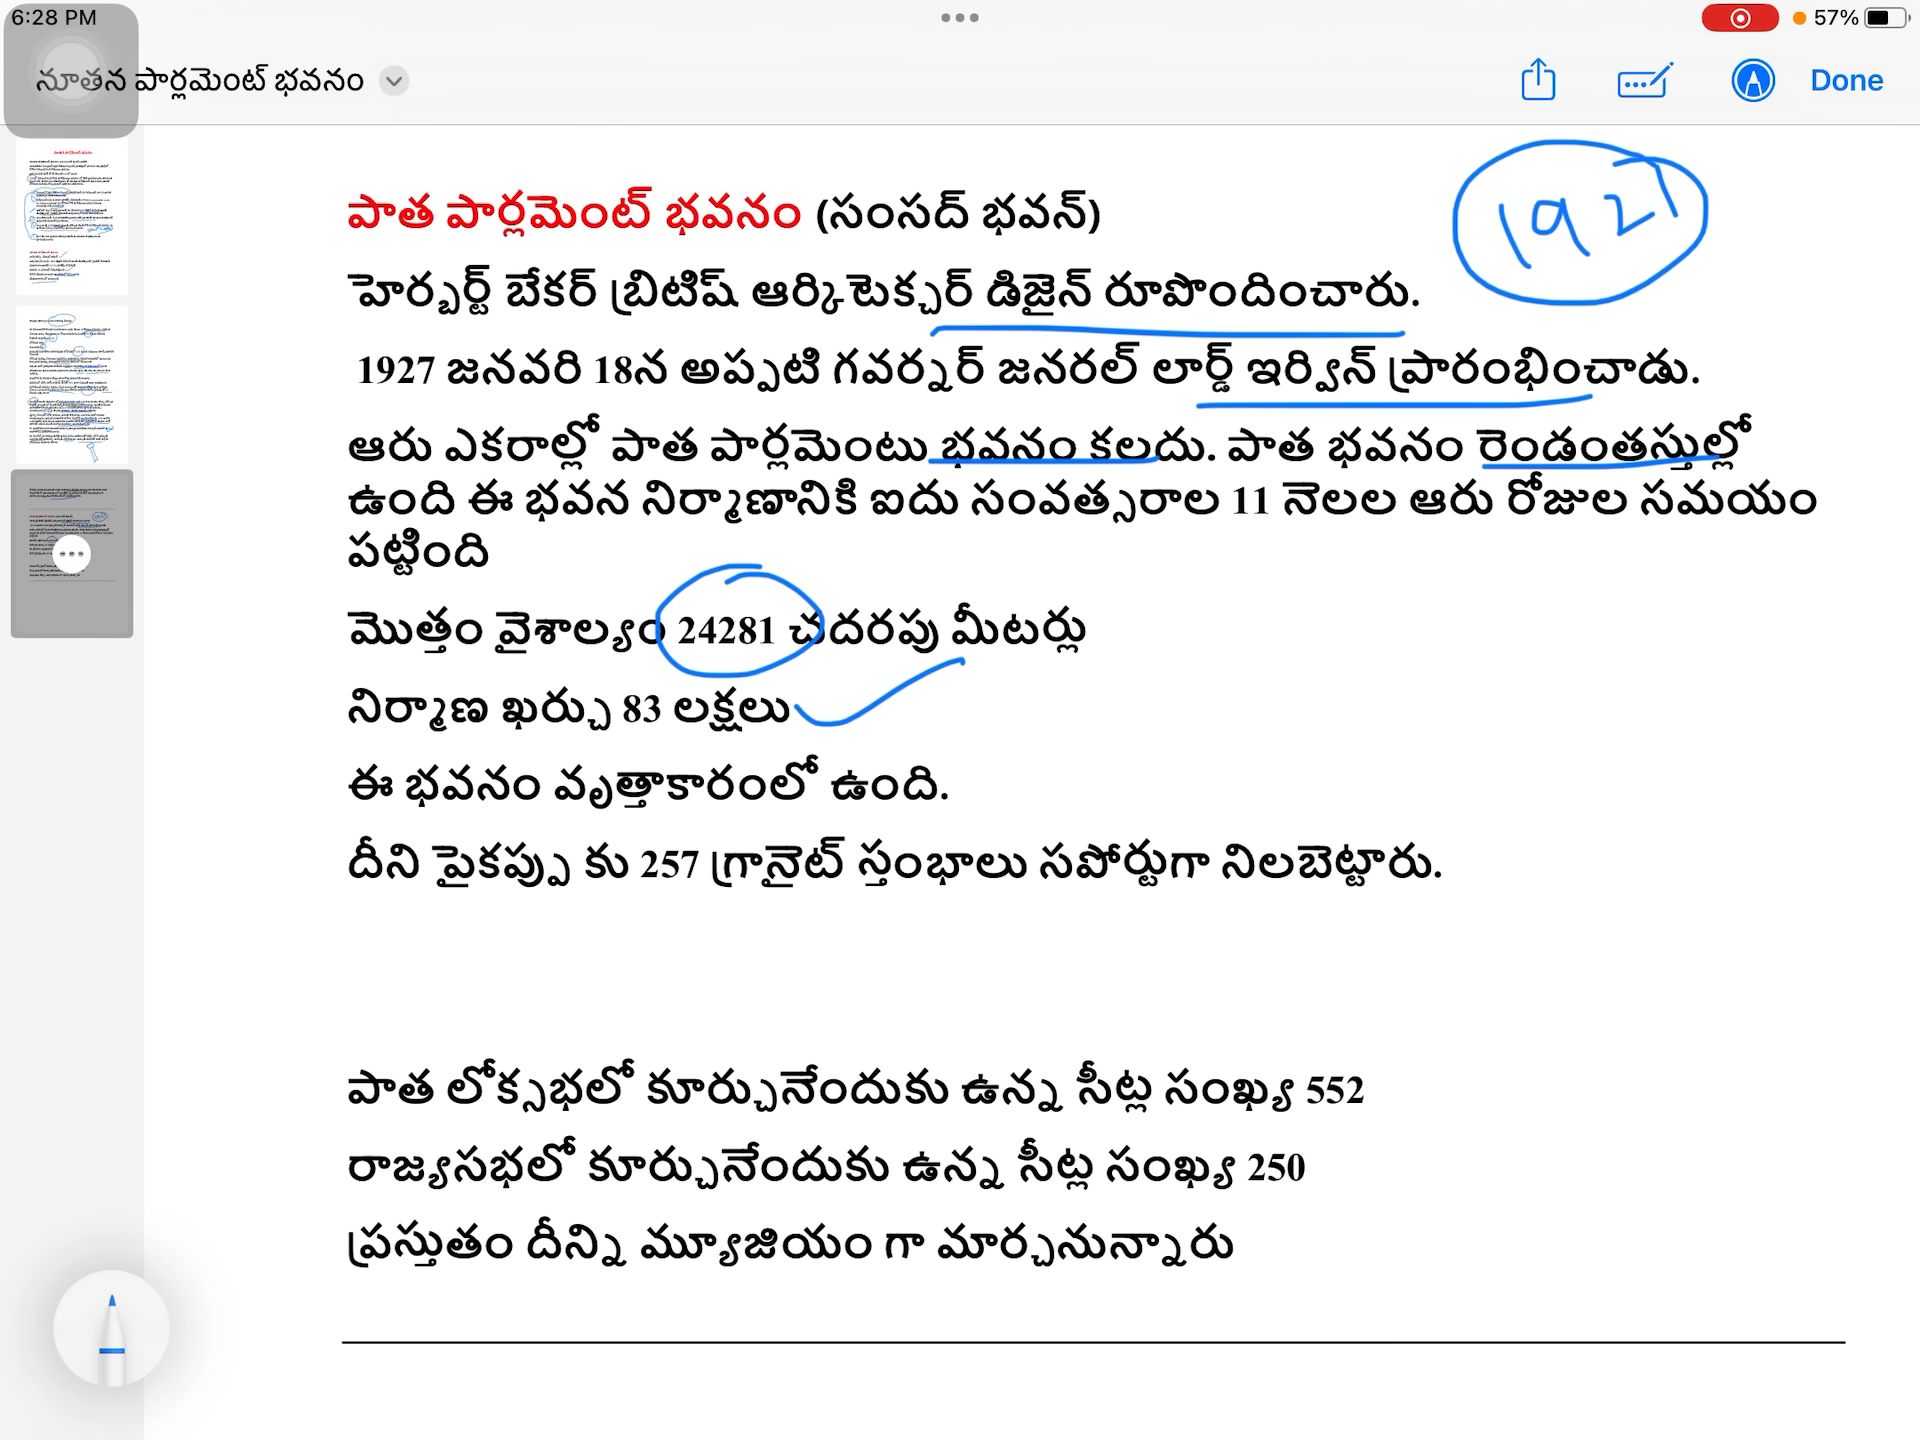 6:28 PM
57%
నూతన పార్లమెంట్ భవనం
Done
1927
పాత పార్లమెంట్ భవనం (సంసద్ భవన్)
హెర్బర్ట్ బేకర్ బ్రిటిష్ ఆర్కిటెక్చర్ డిజైన్ రూపొందించారు.
1927 జనవరి 18న అప్పటి గవర్నర్ జనరల్ లార్డ్ ఇర్విన్ ప్రారంభించాడు.
ఆరు ఎకరాల్లో పాత పార్లమెంటు భవనం కలదు. పాత భవనం రెండంతస్తుల్లో
ఉంది ఈ భవన నిర్మాణానికి ఐదు సంవత్సరాల 11 నెలల ఆరు రోజుల సమయం
పట్టింది
మొత్తం వైశాల్యం 24281 చదరపు మీటర్లు
నిర్మాణ ఖర్చు 83 లక్షలు
ఈ భవనం వృత్తాకారంలో ఉంది.
దీని పైకప్పు కు 257 గ్రానైట్ స్తంభాలు సపోర్టుగా నిలబెట్టారు.
పాత లోక్సభలో కూర్చునేందుకు ఉన్న సీట్ల సంఖ్య 552
రాజ్యసభలో కూర్చునేందుకు ఉన్న సీట్ల సంఖ్య 250
ప్రస్తుతం దీన్ని మ్యూజియం గా మార్చనున్నారు